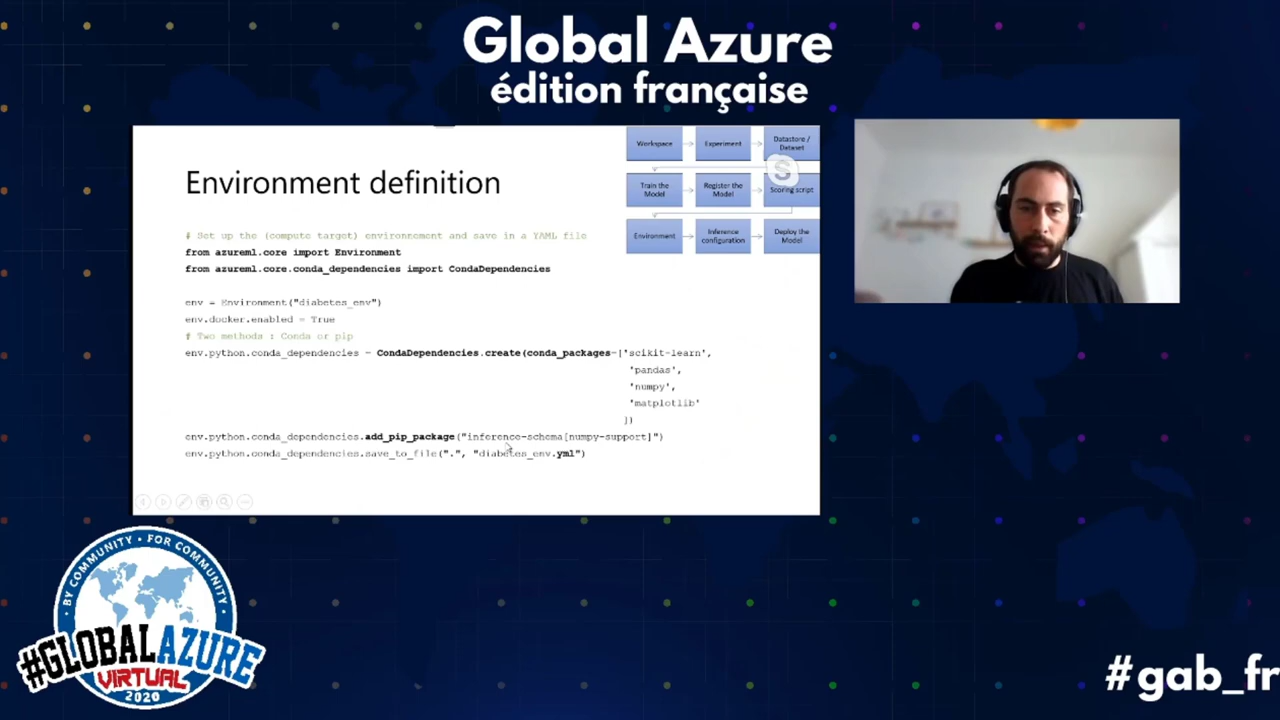 Global Azure
édition française
Environment definition
Workspace
Experiment
Datastore /
Dataset
Train the
Model
Register the
Model
Scoring script
Environment
Inference
configuration
Deploy the
Model
# Set up the (compute target) environnement and save in a YAML file
from azureml.core import Environment
from azureml.core.conda_dependencies import CondaDependencies
env = Environment("diabetes_env")
env.docker.enabled = True
# Two methods : Conda or pip
env.python.conda_dependencies = CondaDependencies.create(conda_packages=['scikit-learn',
'pandas',
'numpy',
'matplotlib'
])
env.python.conda_dependencies.add_pip_package("inference-schema[numpy-support]")
env.python.conda_dependencies.save_to_file(".", "diabetes_env.yml")
BY COMMUNITY • FOR COMMUNITY
#GLOBALAZURE
VIRTUAL
2020
#gab_fr